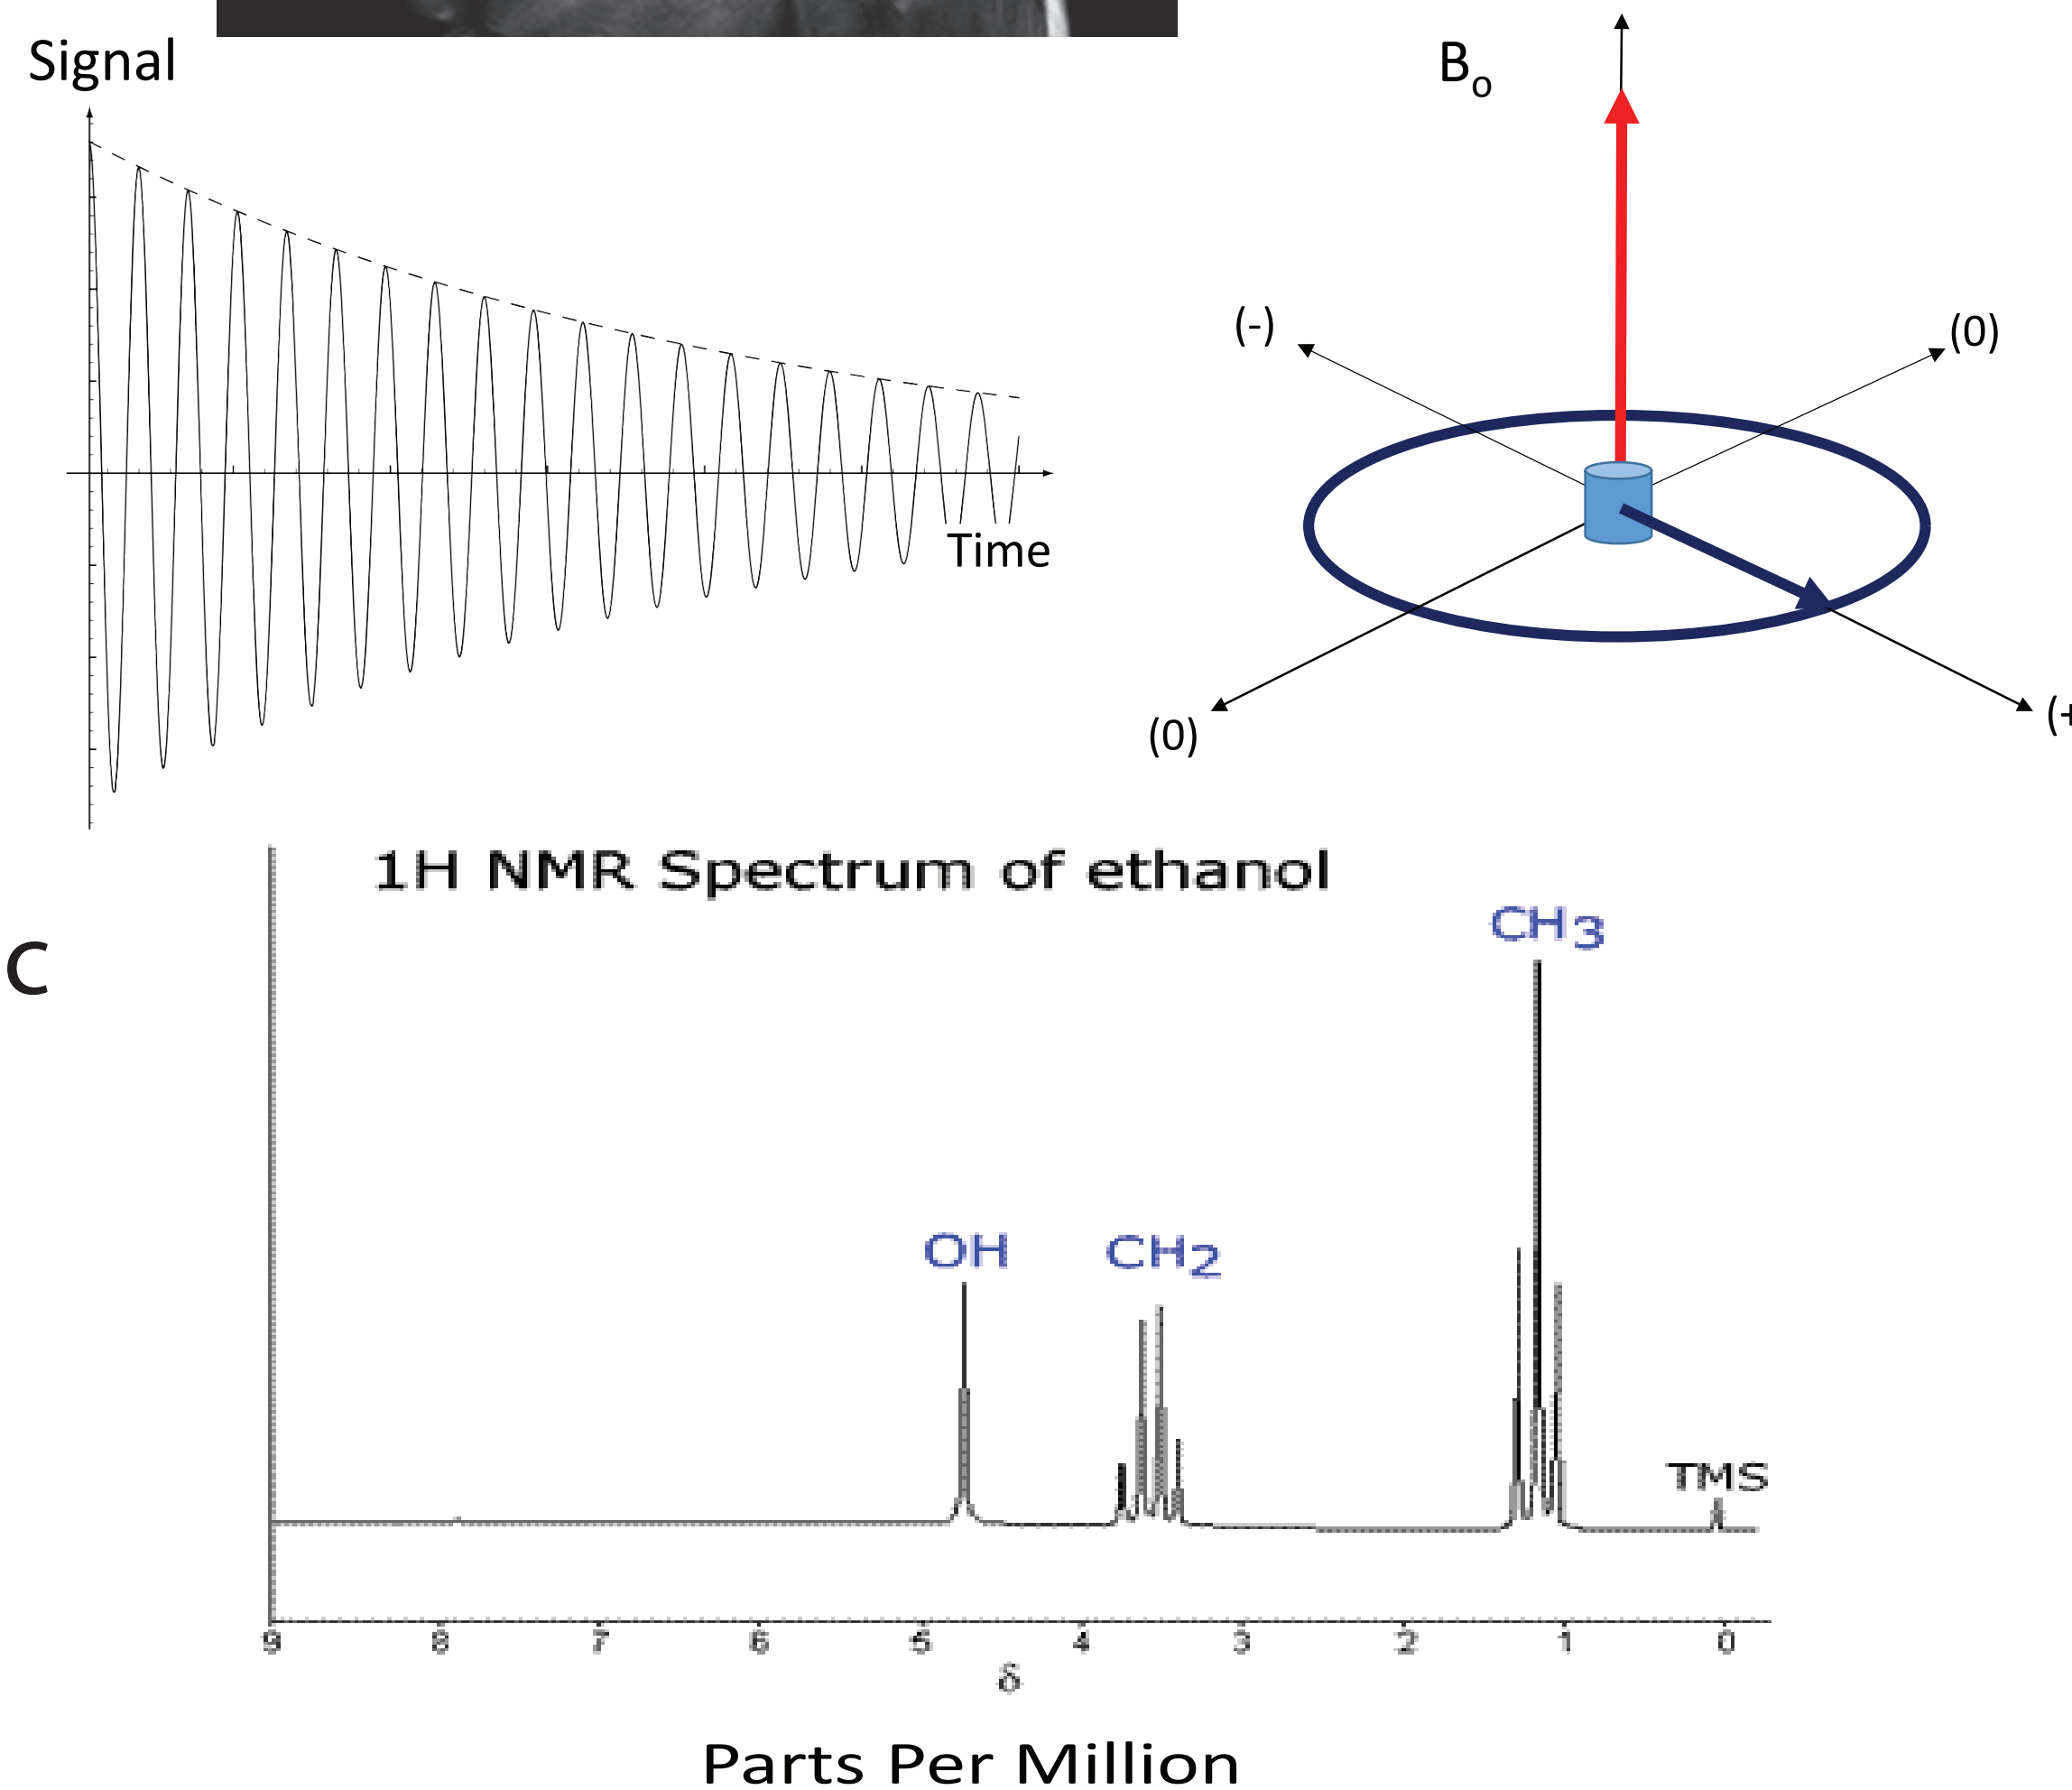 Signal
B₀
(-)
(0)
Time
(0)
(+
1H NMR Spectrum of ethanol
C
CH3
OH
CH2
TMS
9 8 7 6 5 4 3 2 1 0
δ
Parts Per Million